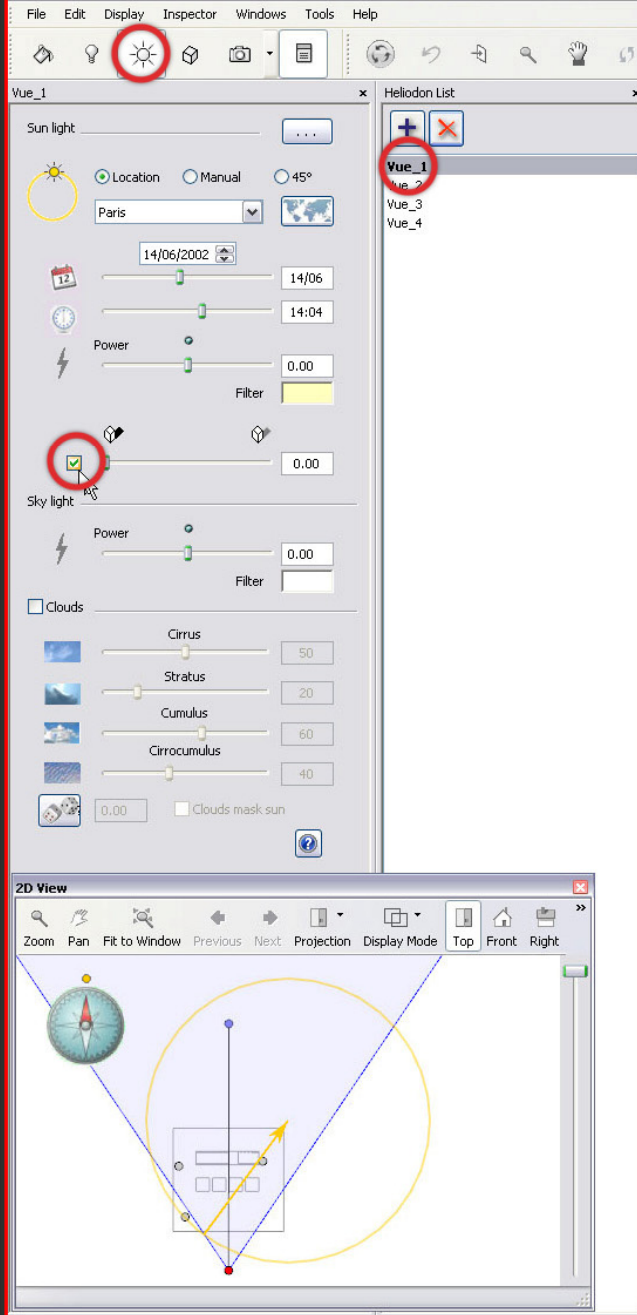 File Edit Display Inspector Windows Tools Help
Vue_1
Sun light
...
Location Manual 45°
Paris
14/06/2002
12
14/06
14:04
Power
0.00
Filter
0.00
Sky light
Power
0.00
Filter
Clouds
Cirrus
50
Stratus
20
Cumulus
60
Cirrocumulus
40
0.00 Clouds mask sun
?
Heliodon List
Vue_1
Vue_2
Vue_3
Vue_4
2D View
Zoom Pan Fit to Window Previous Next Projection Display Mode Top Front Right